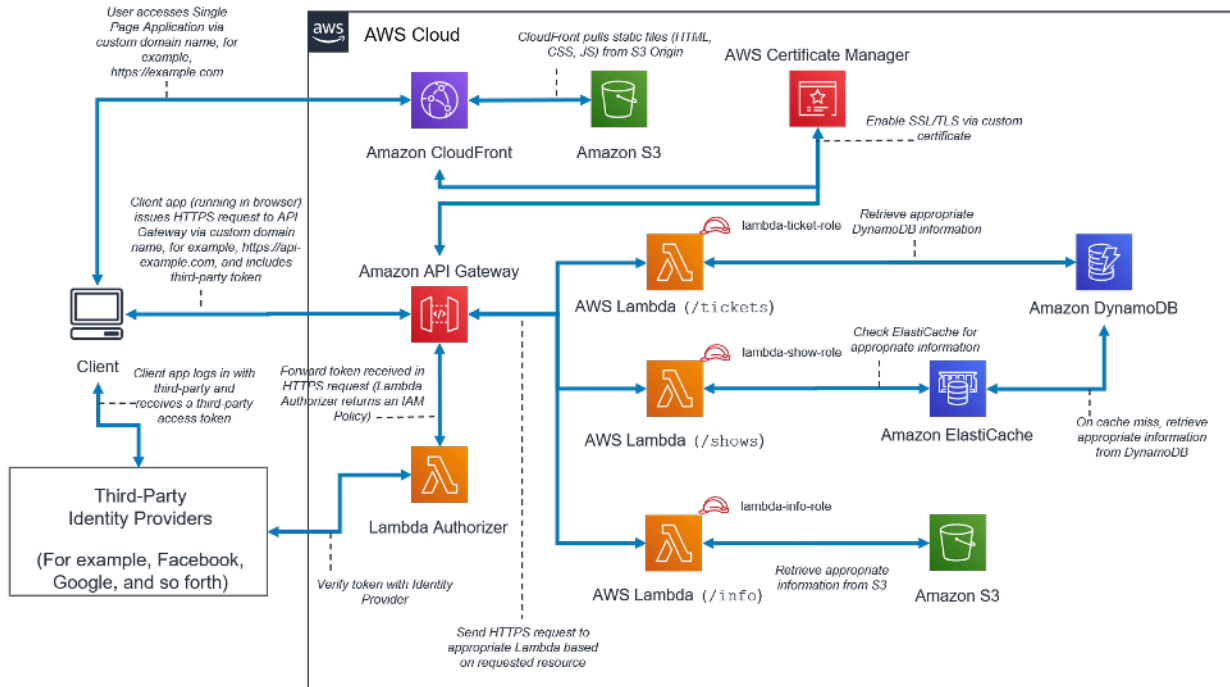 User accesses Single
Page Application via
custom domain name, for
example,
https://example.com
aws
AWS Cloud
CloudFront pulls static files (HTML,
CSS, JS) from S3 Origin
AWS Certificate Manager
Enable SSL/TLS via custom
certificate
Amazon CloudFront
Amazon S3
Client app (running in browser)
issues HTTPS request to API
Gateway via custom domain
name, for example, https://api-
example.com, and includes
third-party token
Amazon API Gateway
lambda-ticket-role
Retrieve appropriate
DynamoDB information
AWS Lambda (/tickets)
Amazon DynamoDB
Client
Client app logs in with
third-party and
receives a third-party
access token
Forward token received in
HTTPS request (Lambda
Authorizer returns an IAM
Policy)
lambda-show-role
Check ElastiCache for
appropriate information
AWS Lambda (/shows)
Amazon ElastiCache
On cache miss, retrieve
appropriate information
from DynamoDB
Third-Party
Identity Providers
(For example, Facebook,
Google, and so forth)
Lambda Authorizer
Verify token with Identity
Provider
lambda-info-role
AWS Lambda (/info)
Retrieve appropriate
information from S3
Amazon S3
Send HTTPS request to
appropriate Lambda based
on requested resource